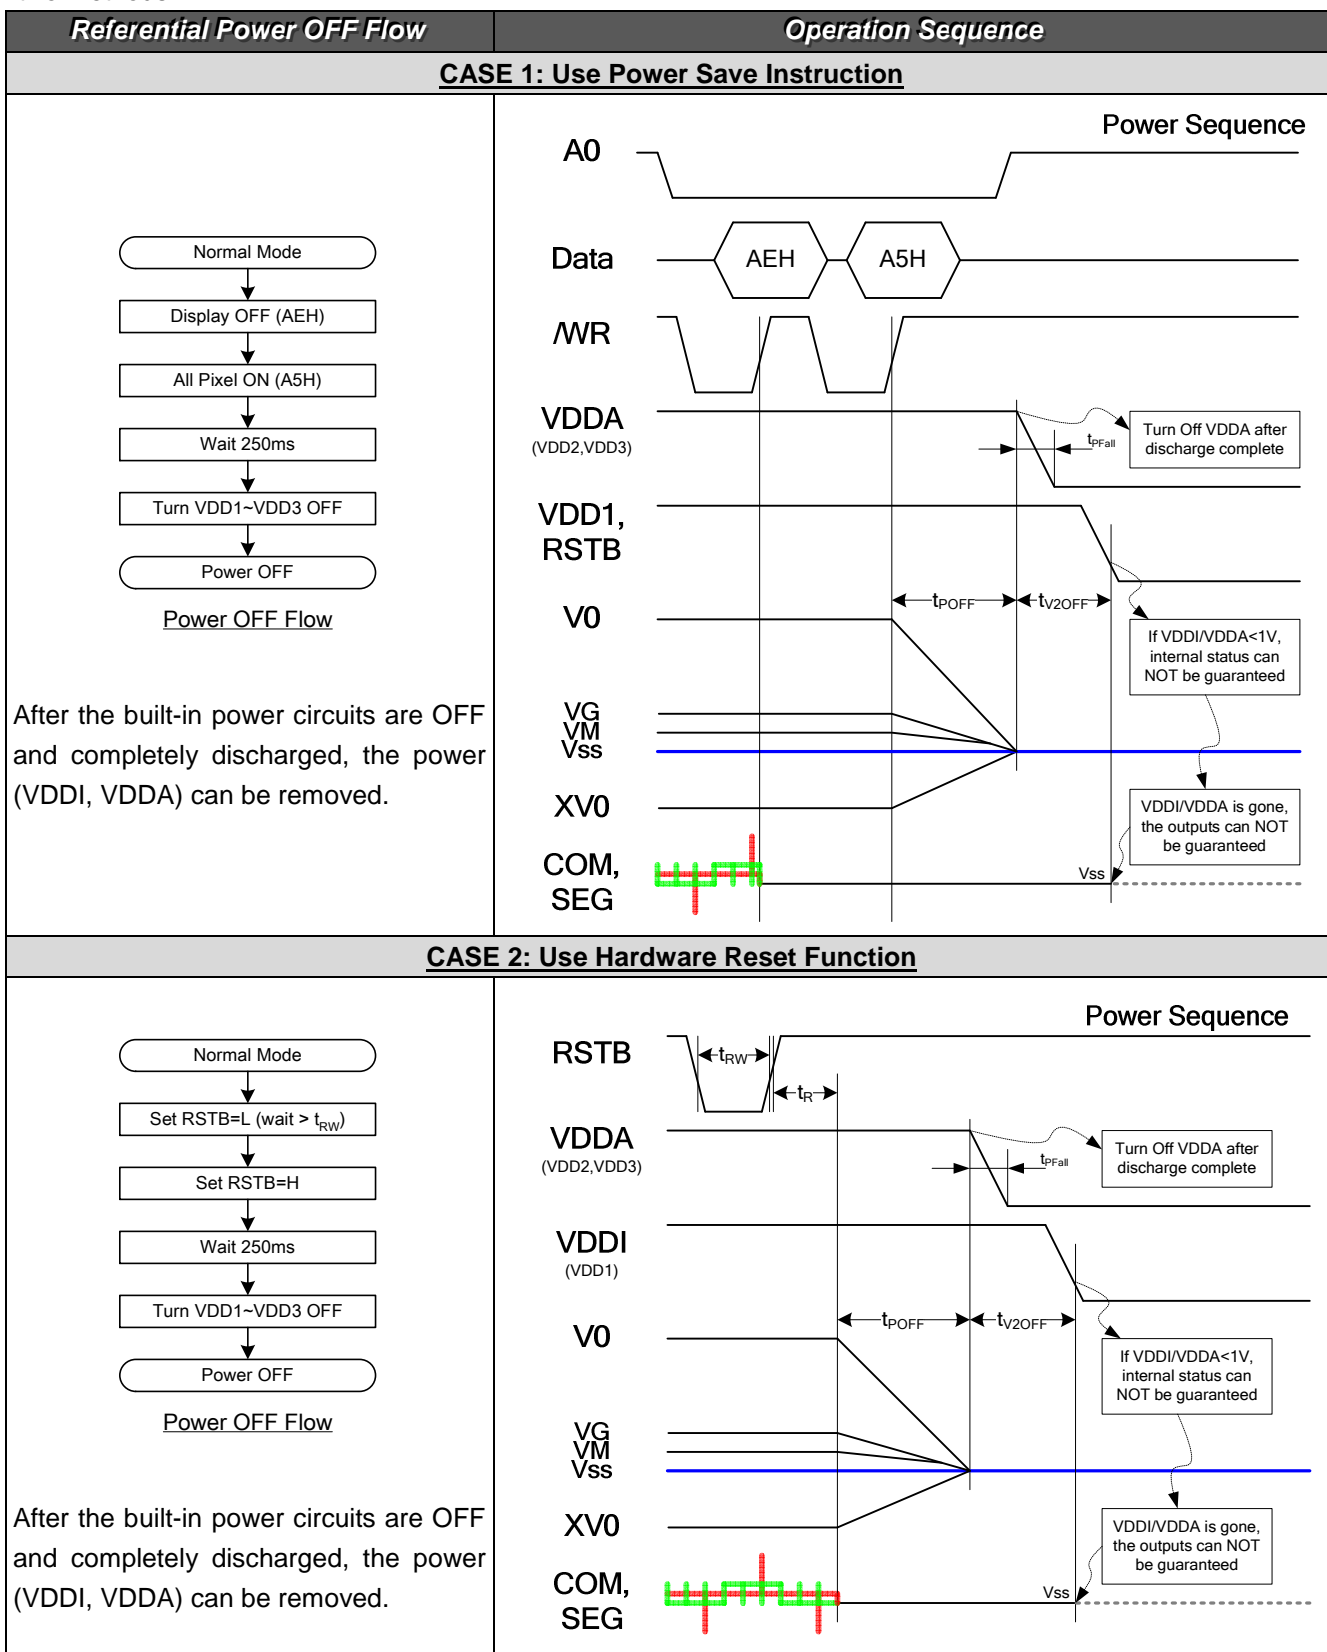 Referential Power OFF Flow
Operation Sequence
CASE 1: Use Power Save Instruction
Normal Mode
Display OFF (AEH)
All Pixel ON (A5H)
Wait 250ms
Turn VDD1~VDD3 OFF
Power OFF
Power OFF Flow
After the built-in power circuits are OFF
and completely discharged, the power
(VDDI, VDDA) can be removed.
Power Sequence
A0
Data
AEH
A5H
/WR
VDDA
(VDD2,VDD3)
tPFall
Turn Off VDDA after
discharge complete
VDD1,
RSTB
tPOFF
tV2OFF
V0
If VDDI/VDDA<1V,
internal status can
NOT be guaranteed
VG
VM
Vss
XV0
VDDI/VDDA is gone,
the outputs can NOT
be guaranteed
COM,
SEG
Vss
CASE 2: Use Hardware Reset Function
Normal Mode
Set RSTB=L (wait > tRW)
Set RSTB=H
Wait 250ms
Turn VDD1~VDD3 OFF
Power OFF
Power OFF Flow
After the built-in power circuits are OFF
and completely discharged, the power
(VDDI, VDDA) can be removed.
Power Sequence
RSTB
tRW
tR
VDDA
(VDD2,VDD3)
tPFall
Turn Off VDDA after
discharge complete
VDDI
(VDD1)
tPOFF
tV2OFF
V0
If VDDI/VDDA<1V,
internal status can
NOT be guaranteed
VG
VM
Vss
XV0
VDDI/VDDA is gone,
the outputs can NOT
be guaranteed
COM,
SEG
Vss